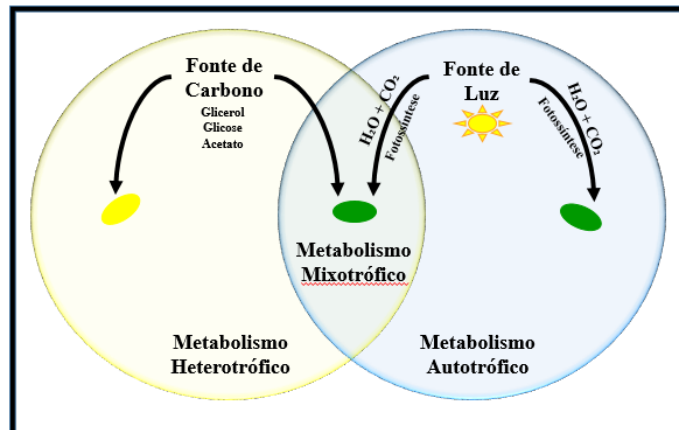 Fonte de
Carbono
Glicerol
Glicose
Acetato
H₂O + CO₂
Fotossíntese
Fonte de
Luz
H₂O + CO₂
Fotossíntese
Metabolismo
Mixotrófico
Metabolismo
Heterotrófico
Metabolismo
Autotrófico